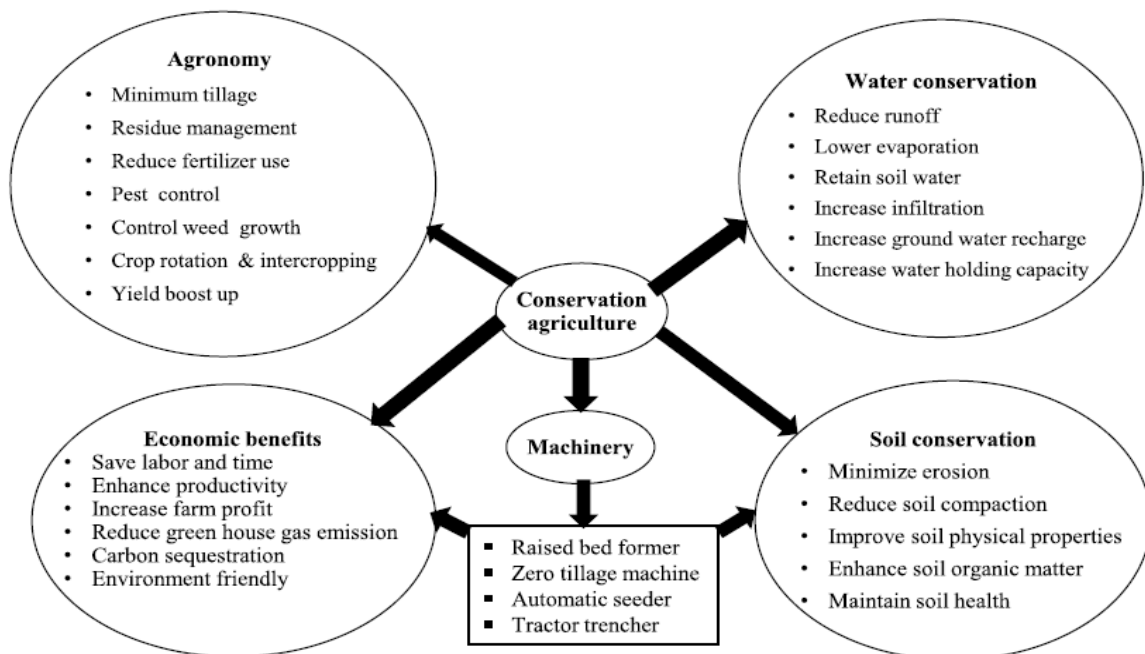 Agronomy
• Minimum tillage
• Residue management
• Reduce fertilizer use
• Pest control
• Control weed growth
• Crop rotation & intercropping
• Yield boost up
Water conservation
• Reduce runoff
• Lower evaporation
• Retain soil water
• Increase infiltration
• Increase ground water recharge
• Increase water holding capacity
Conservation
agriculture
Machinery
Economic benefits
• Save labor and time
• Enhance productivity
• Increase farm profit
• Reduce green house gas emission
• Carbon sequestration
• Environment friendly
▪ Raised bed former
▪ Zero tillage machine
▪ Automatic seeder
▪ Tractor trencher
Soil conservation
• Minimize erosion
• Reduce soil compaction
• Improve soil physical properties
• Enhance soil organic matter
• Maintain soil health